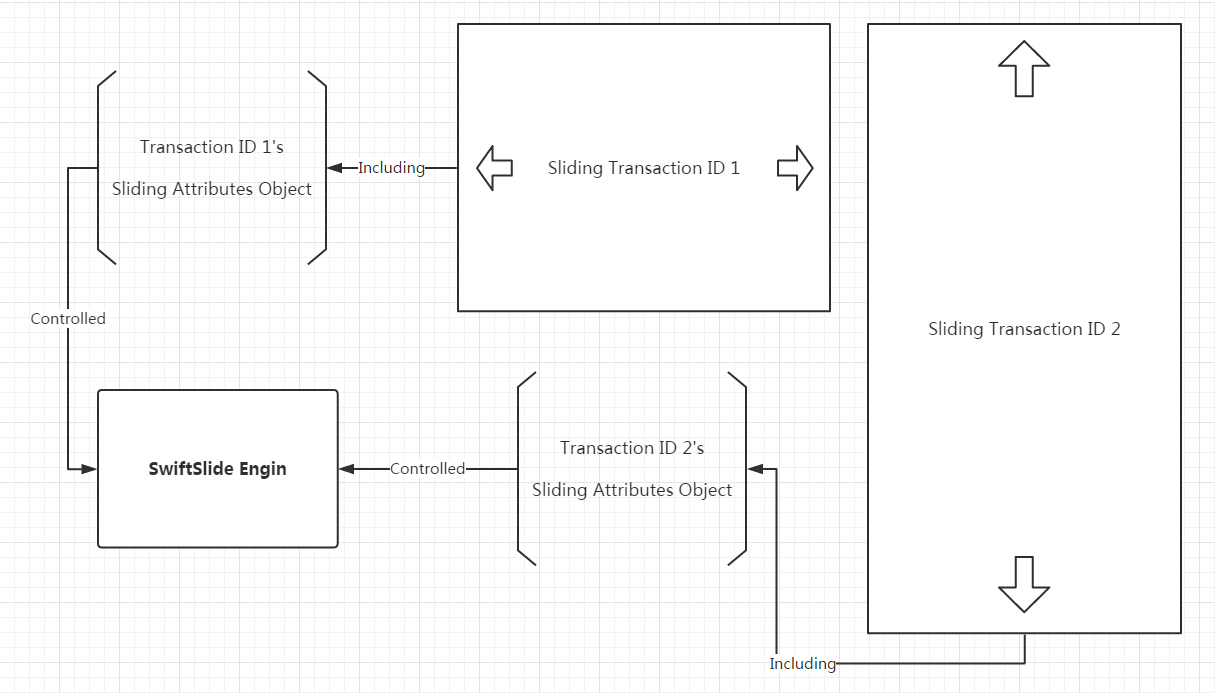 Transaction ID 1's
Sliding Attributes Object
Including
Sliding Transaction ID 1
Sliding Transaction ID 2
Controlled
SwiftSlide Engin
Controlled
Transaction ID 2's
Sliding Attributes Object
Including